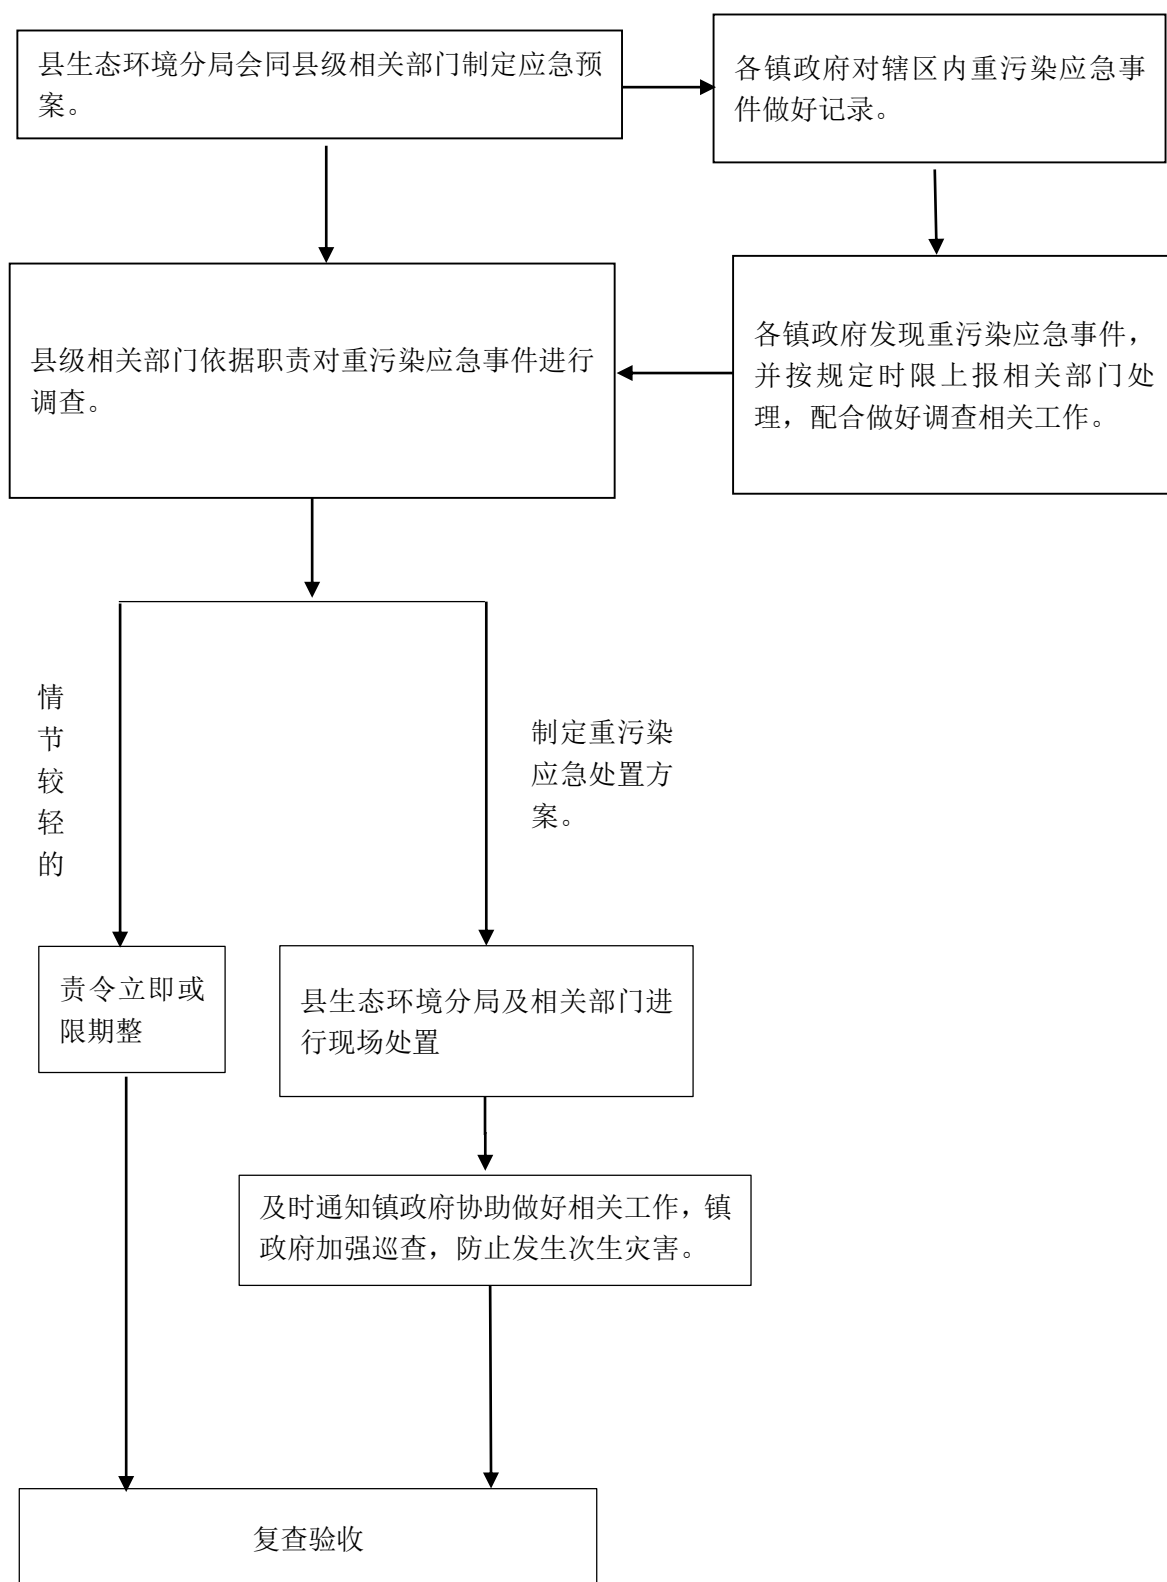 县生态环境分局会同县级相关部门制定应急预
案。
各镇政府对辖区内重污染应急事
件做好记录。
县级相关部门依据职责对重污染应急事件进行
调查。
各镇政府发现重污染应急事件，
并按规定时限上报相关部门处
理，配合做好调查相关工作。
情
节
较
轻
的
制定重污染
应急处置方
案。
责令立即或
限期整
县生态环境分局及相关部门进
行现场处置
及时通知镇政府协助做好相关工作，镇
政府加强巡查，防止发生次生灾害。
复查验收